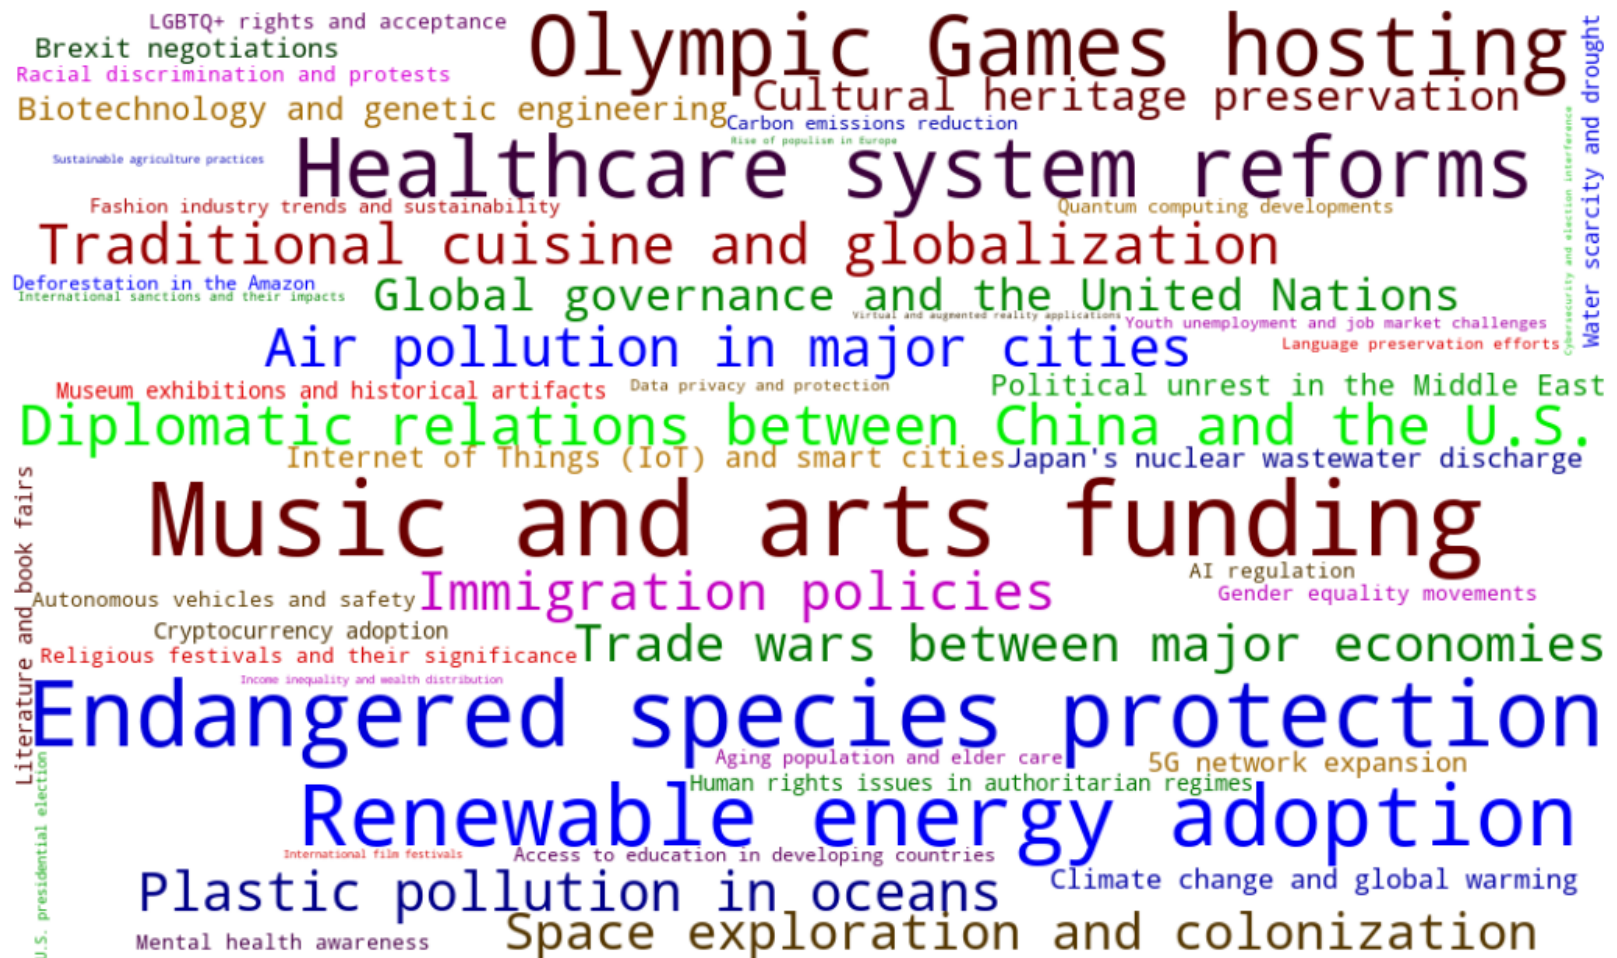 LGBTQ+ rights and acceptance
Olympic Games hosting
Brexit negotiations
Racial discrimination and protests
Biotechnology and genetic engineering
Cultural heritage preservation
Water scarcity and drought
Carbon emissions reduction
Rise of populism in Europe
Cybersecurity and election interference
Sustainable agriculture practices
Healthcare system reforms
Fashion industry trends and sustainability
Quantum computing developments
Traditional cuisine and globalization
Deforestation in the Amazon
International sanctions and their impacts
Global governance and the United Nations
Virtual and augmented reality applications
Youth unemployment and job market challenges
Air pollution in major cities
Language preservation efforts
Museum exhibitions and historical artifacts
Data privacy and protection
Political unrest in the Middle East
Diplomatic relations between China and the U.S.
Internet of Things (IoT) and smart cities
Japan's nuclear wastewater discharge
Literature and book fairs
Music and arts funding
AI regulation
Immigration policies
Gender equality movements
Autonomous vehicles and safety
Cryptocurrency adoption
Trade wars between major economies
Religious festivals and their significance
Income inequality and wealth distribution
Endangered species protection
Aging population and elder care
5G network expansion
Human rights issues in authoritarian regimes
U.S. presidential election
Renewable energy adoption
International film festivals
Access to education in developing countries
Plastic pollution in oceans
Climate change and global warming
Mental health awareness
Space exploration and colonization